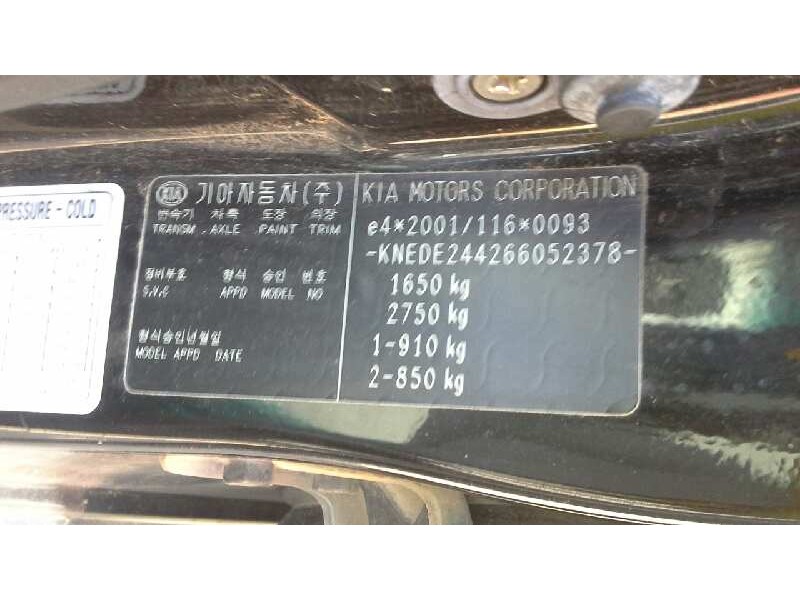 PRESSURE - COLD
KIA 기아자동차(주)
변속기 차축 도장 의장
TRANSM. AXLE PAINT TRIM
정비부호 형식 승인 번호
S.V.C APPD MODEL NO
형식승인년월일
MODEL APPD DATE
KIA MOTORS CORPORATION
e4*2001/116*0093
-KNEDE244266052378-
1650 kg
2750 kg
1-910 kg
2-850 kg